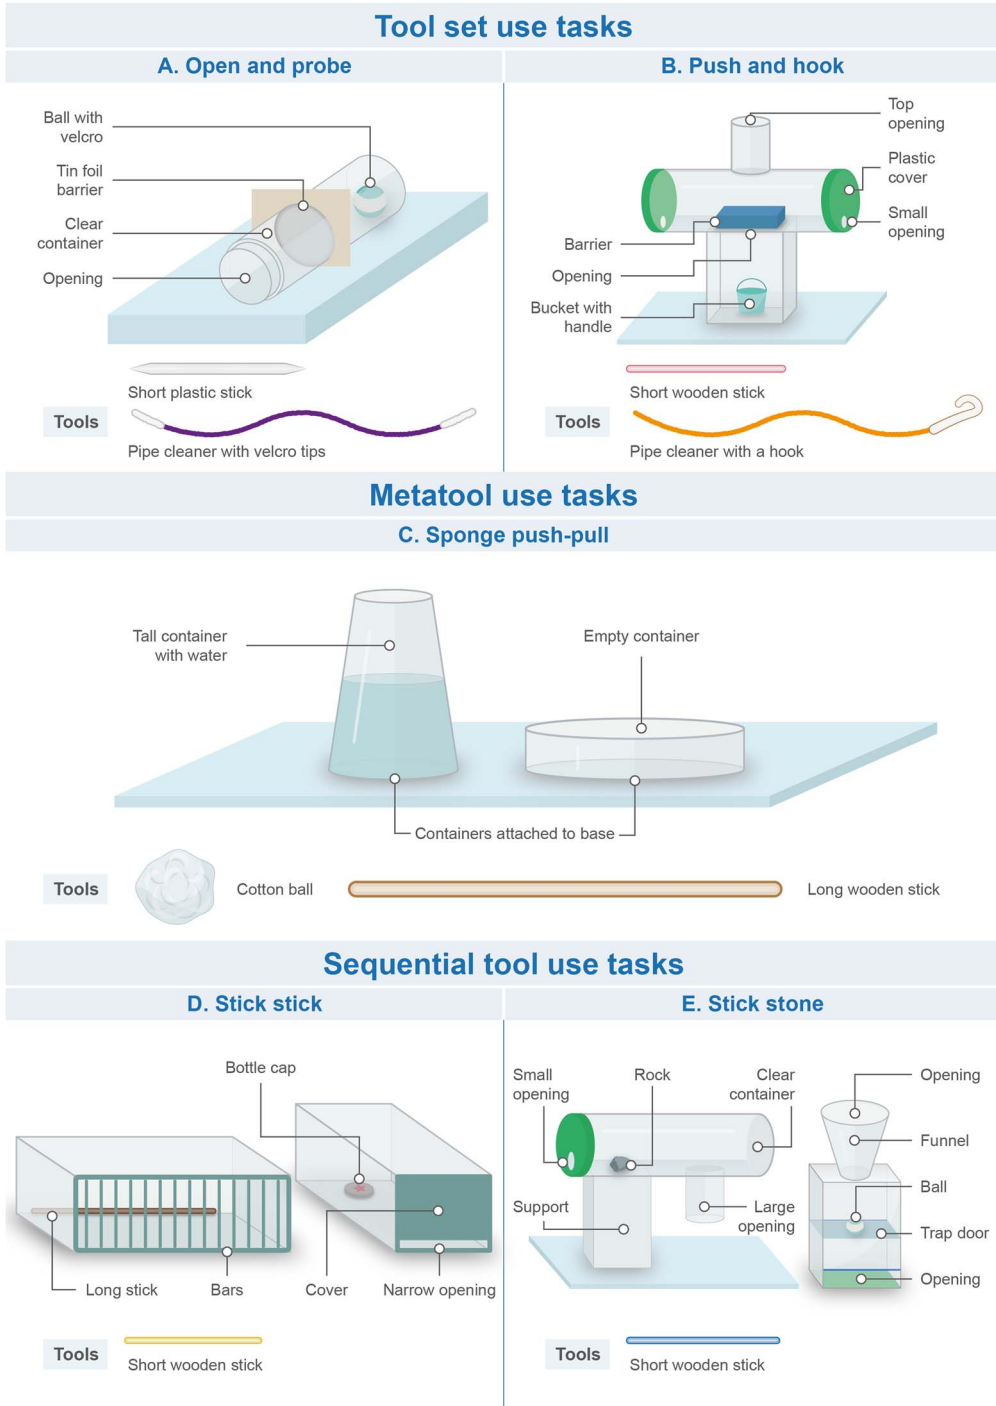 Tool set use tasks
A. Open and probe
Ball with
velcro
Tin foil
barrier
Clear
container
Opening
Short plastic stick
Tools
Pipe cleaner with velcro tips
B. Push and hook
Top
opening
Plastic
cover
Small
opening
Barrier
Opening
Bucket with
handle
Short wooden stick
Tools
Pipe cleaner with a hook
Metatool use tasks
C. Sponge push-pull
Tall container
with water
Empty container
Containers attached to base
Tools
Cotton ball
Long wooden stick
Sequential tool use tasks
D. Stick stick
Bottle cap
Long stick
Bars
Cover
Narrow opening
Tools
Short wooden stick
E. Stick stone
Small
opening
Rock
Clear
container
Opening
Funnel
Ball
Support
Large
opening
Trap door
Opening
Tools
Short wooden stick